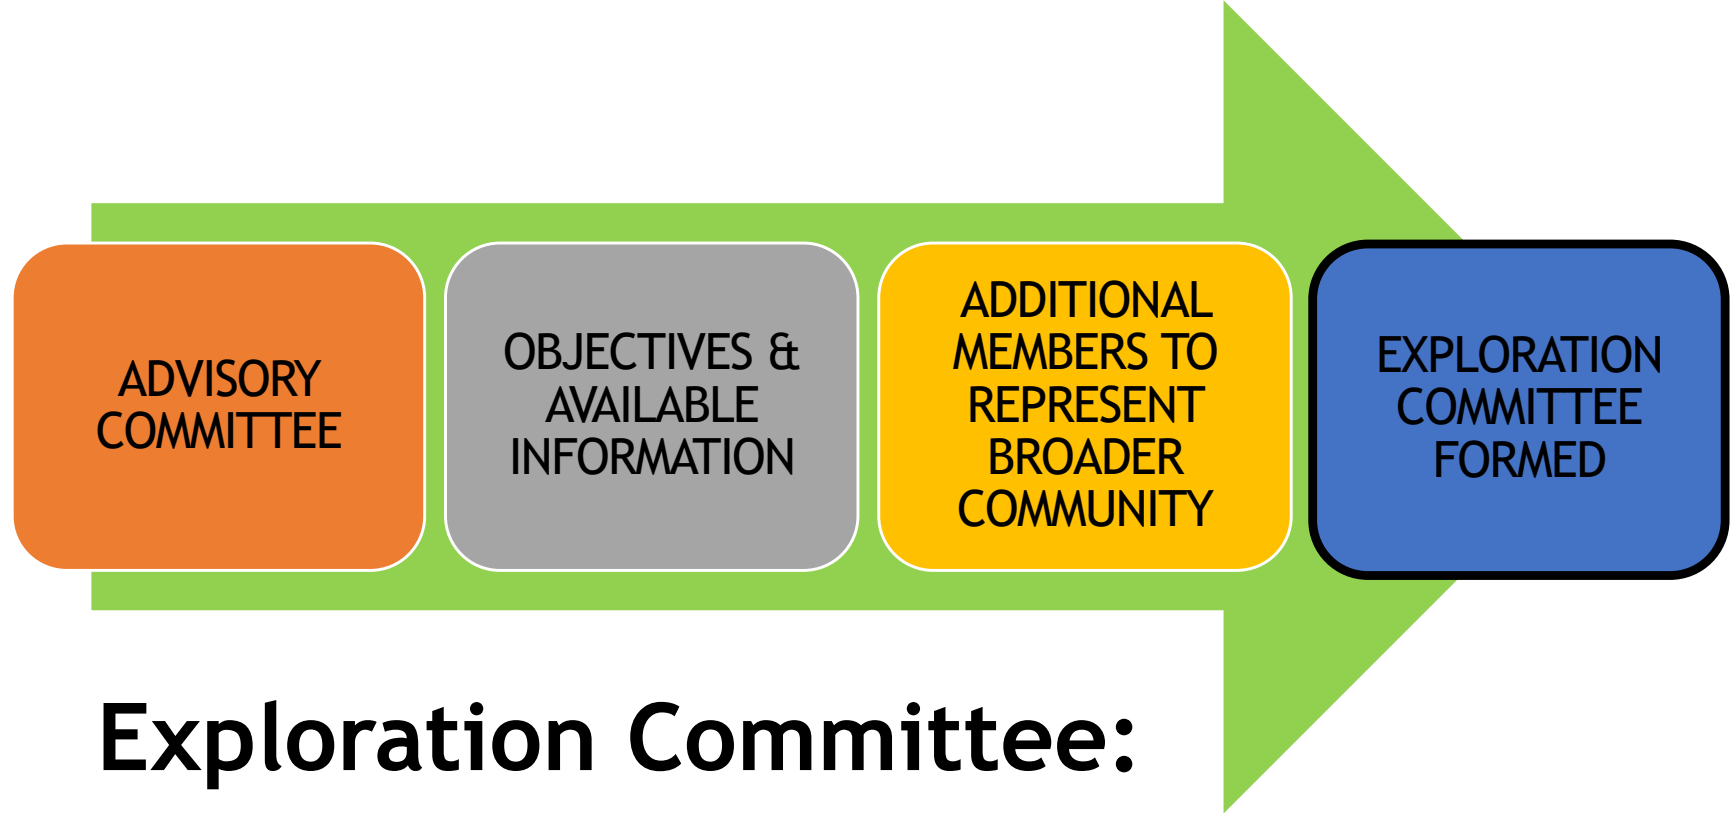 ADVISORY
COMMITTEE
OBJECTIVES &
AVAILABLE
INFORMATION
ADDITIONAL
MEMBERS TO
REPRESENT
BROADER
COMMUNITY
EXPLORATION
COMMITTEE
FORMED
Exploration Committee: